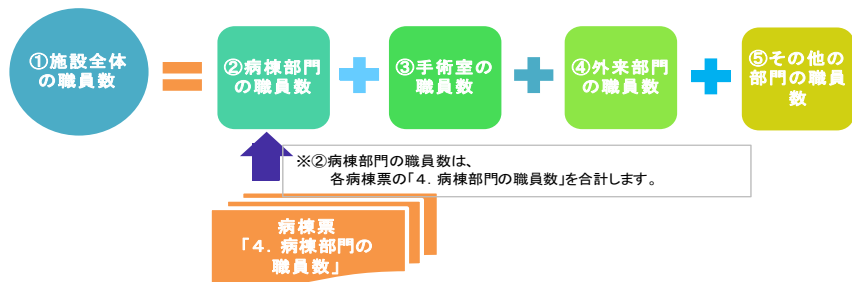 ①施設全体
の職員数
②病棟部門
の職員数
③手術室の
職員数
④外来部門
の職員数
⑤その他の
部門の職員
数
※②病棟部門の職員数は、
各病棟票の「4．病棟部門の職員数」を合計します。
病棟票
「4．病棟部門の
職員数」